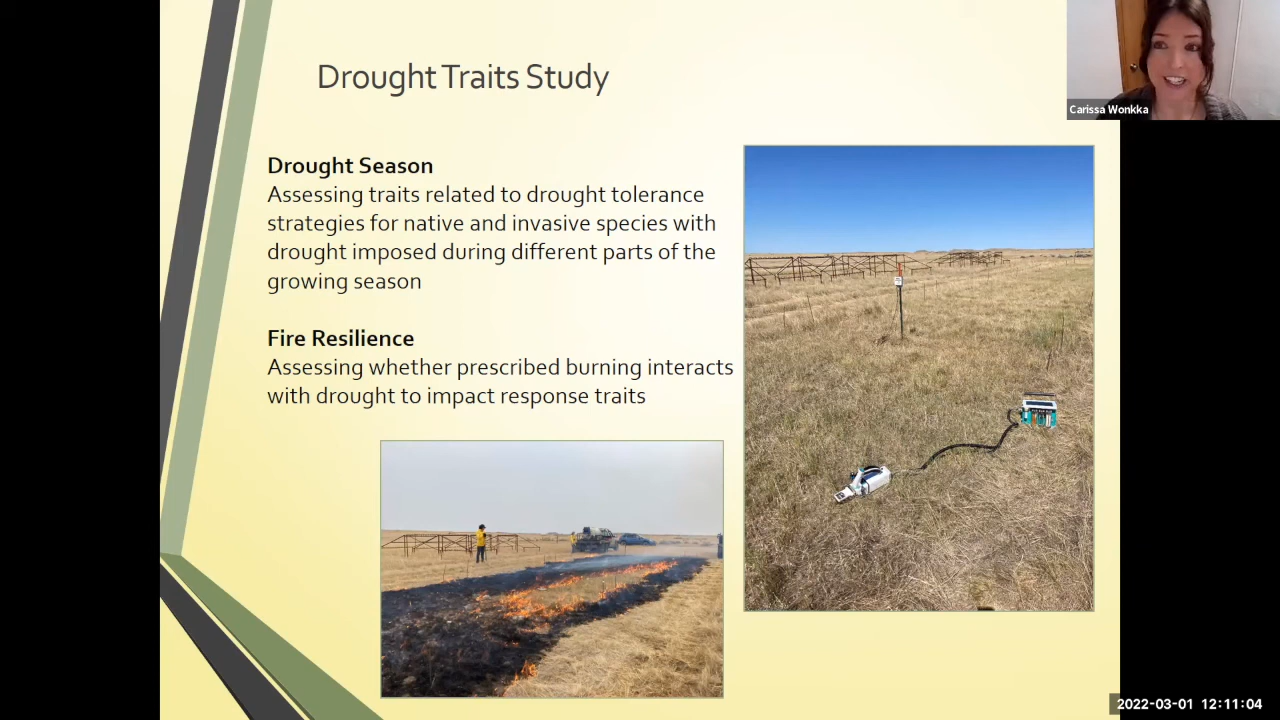 Drought Traits Study
Carissa Wonkka
Drought Season
Assessing traits related to drought tolerance
strategies for native and invasive species with
drought imposed during different parts of the
growing season
Fire Resilience
Assessing whether prescribed burning interacts
with drought to impact response traits
2022-03-01 12:11:04